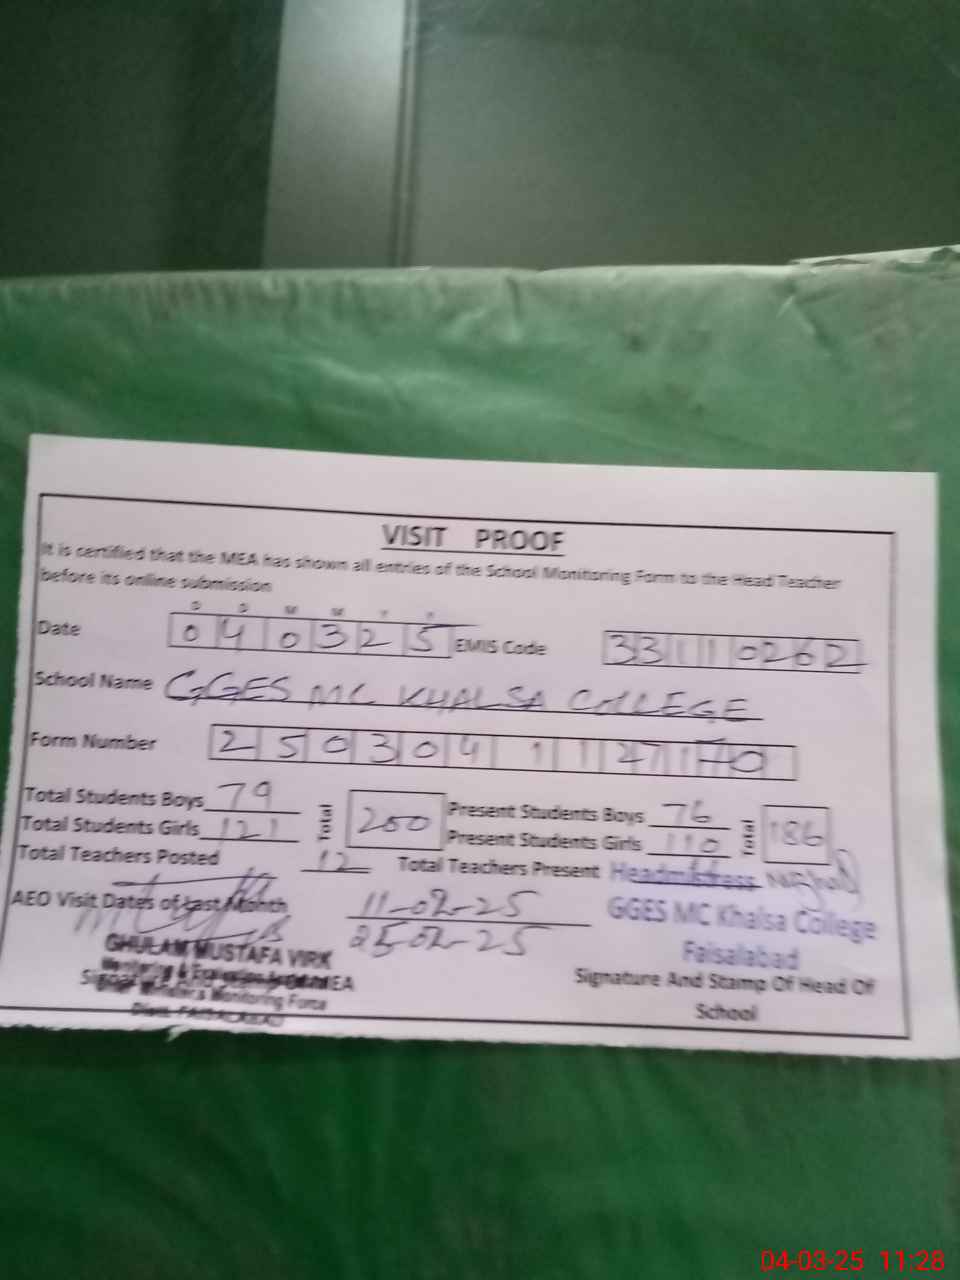 VISIT PROOF
It is certified that the MEA has shown all entries of the School Monitoring Form to the Head Teacher
before its online submission
D D M M Y Y
Date 0 4 0 3 2 5 EMIS Code 33110262
School Name GGES MC KHALSA COLLEGE
Form Number 2 5 0 3 0 4 1 1 2
Total Students Boys 79 Total 200 Present Students Boys 76 Total 186
Total Students Girls 121 Present Students Girls 110
Total Teachers Posted 12 Total Teachers Present
Headmistress
AEO Visit Dates of Last Month 11-02-25
25-02-25
GGES MC Khalsa College
Faisalabad
GHULAM MUSTAFA VIRK
Monitoring Force
MEA
Signature And Stamp Of Head Of
School
04-03-25 11:28